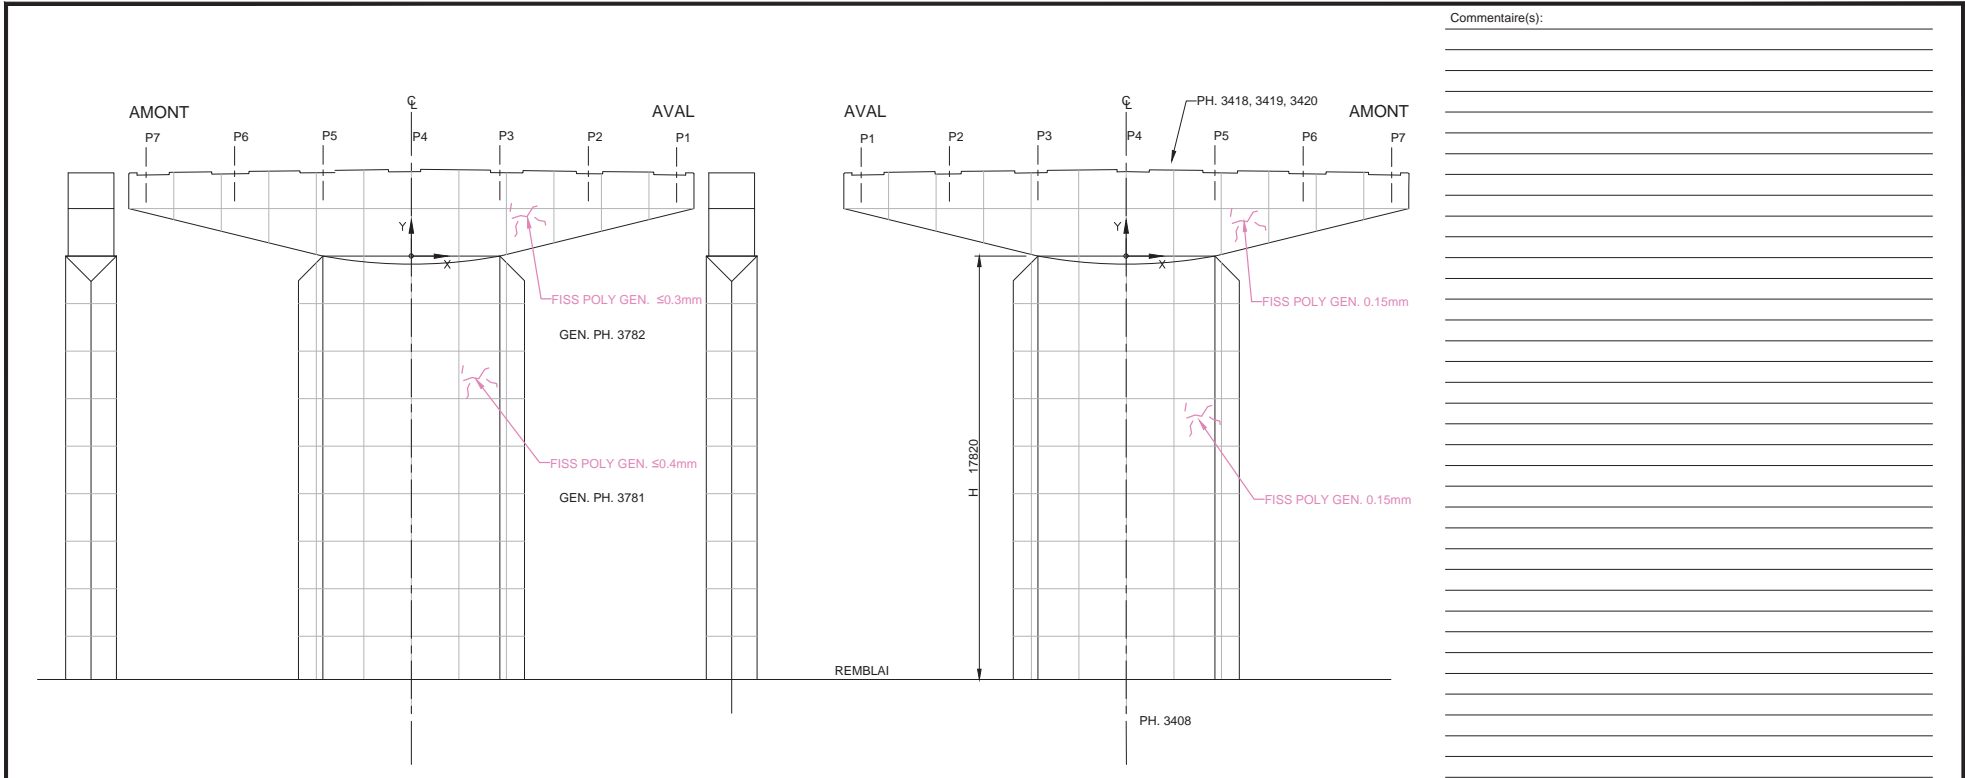 Commentaire(s):
AMONT
AVAL
P7
P6
P5
P4
P3
P2
P1
℄
Y
X
FISS POLY GEN. ≤0.3mm
GEN. PH. 3782
FISS POLY GEN. ≤0.4mm
GEN. PH. 3781
AVAL
AMONT
PH. 3418, 3419, 3420
℄
P1
P2
P3
P4
P5
P6
P7
Y
X
FISS POLY GEN. 0.15mm
H 17820
FISS POLY GEN. 0.15mm
REMBLAI
PH. 3408